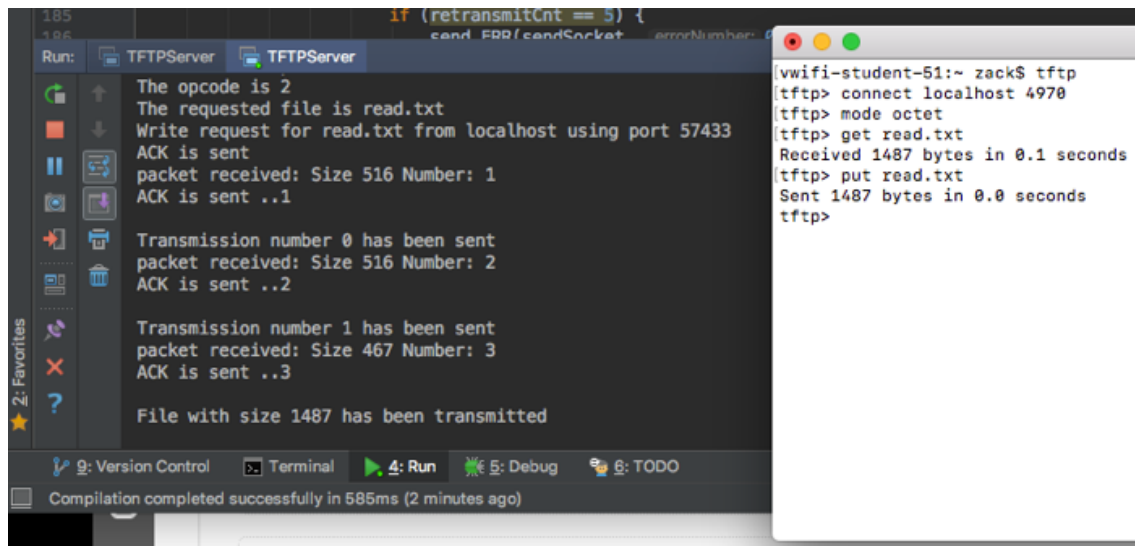 185
if (retransmitCnt == 5) {
186
send_ERR(sendSocket, errorNumber: 0
Run: TFTPServer TFTPServer
The opcode is 2
The requested file is read.txt
Write request for read.txt from localhost using port 57433
ACK is sent
packet received: Size 516 Number: 1
ACK is sent ..1
Transmission number 0 has been sent
packet received: Size 516 Number: 2
ACK is sent ..2
Transmission number 1 has been sent
packet received: Size 467 Number: 3
ACK is sent ..3
File with size 1487 has been transmitted
2: Favorites
9: Version Control Terminal 4: Run 5: Debug 6: TODO
Compilation completed successfully in 585ms (2 minutes ago)
[vwifi-student-51:~ zack$ tftp
[tftp> connect localhost 4970
[tftp> mode octet
[tftp> get read.txt
Received 1487 bytes in 0.1 seconds
[tftp> put read.txt
Sent 1487 bytes in 0.0 seconds
tftp>